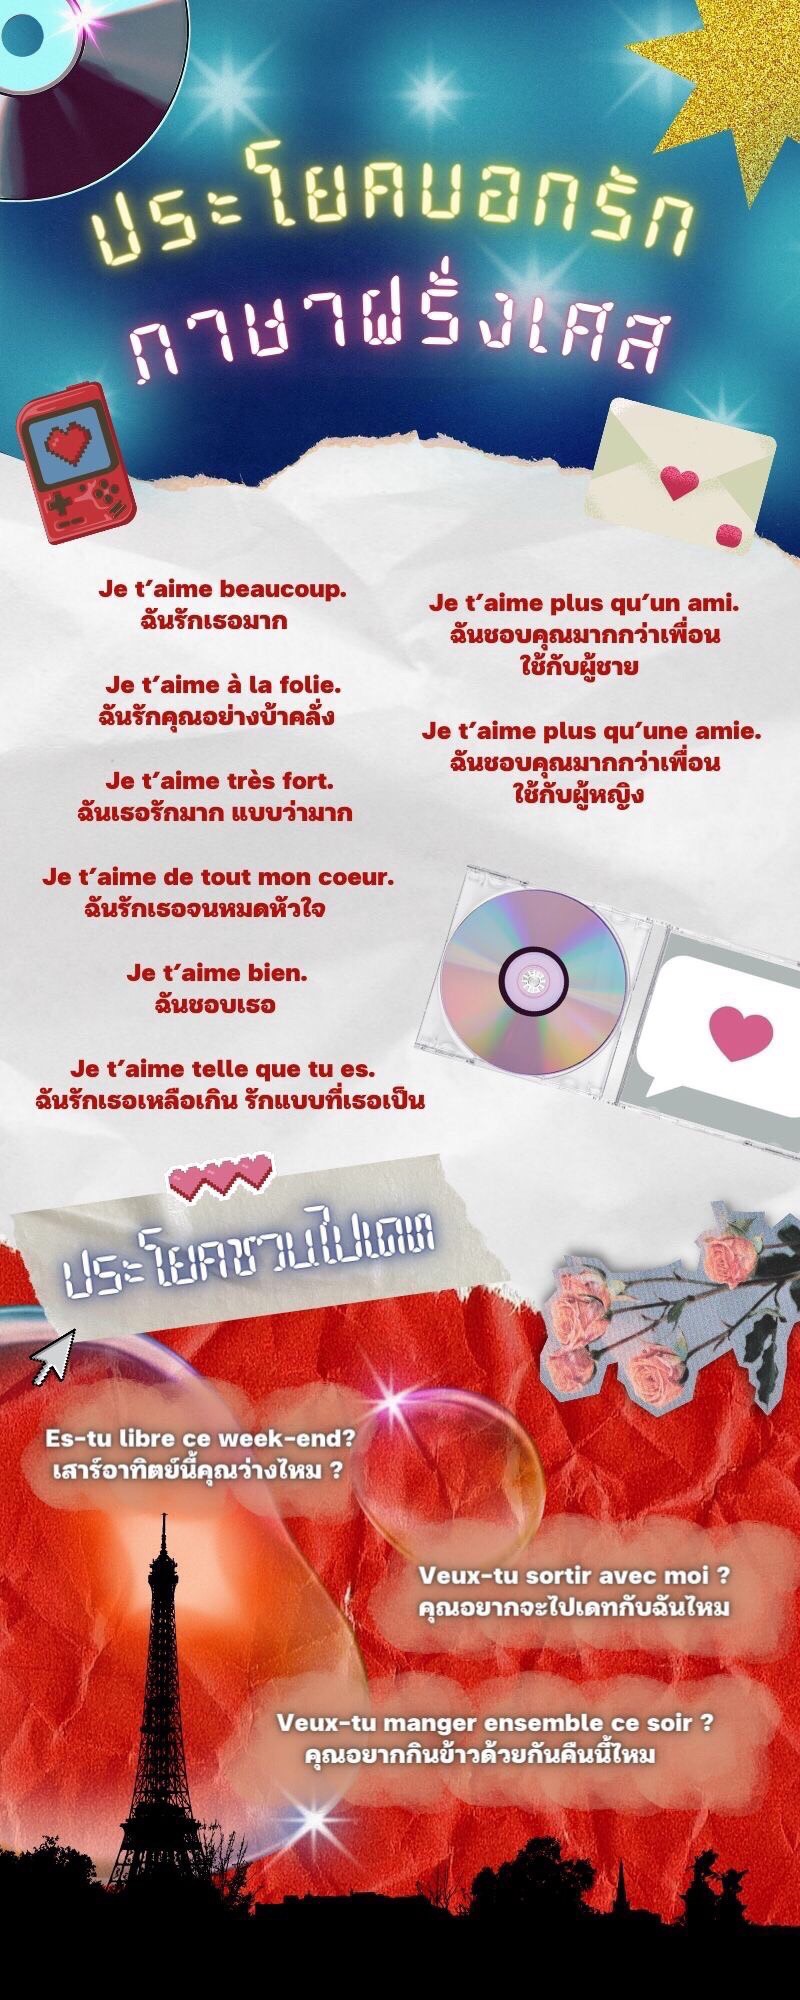 ประโยคบอกรัก
ภาษาฝรั่งเศส
Je t’aime beaucoup.
ฉันรักเธอมาก
Je t’aime à la folie.
ฉันรักคุณอย่างบ้าคลั่ง
Je t’aime très fort.
ฉันเธอรักมาก แบบว่ามาก
Je t’aime de tout mon coeur.
ฉันรักเธอจนหมดหัวใจ
Je t’aime bien.
ฉันชอบเธอ
Je t’aime telle que tu es.
ฉันรักเธอเหลือเกิน รักแบบที่เธอเป็น
Je t’aime plus qu’un ami.
ฉันชอบคุณมากกว่าเพื่อน
ใช้กับผู้ชาย
Je t’aime plus qu’une amie.
ฉันชอบคุณมากกว่าเพื่อน
ใช้กับผู้หญิง
ประโยคชวนไปเดท
Es-tu libre ce week-end?
เสาร์อาทิตย์นี้คุณว่างไหม ?
Veux-tu sortir avec moi ?
คุณอยากจะไปเดทกับฉันไหม
Veux-tu manger ensemble ce soir ?
คุณอยากกินข้าวด้วยกันคืนนี้ไหม